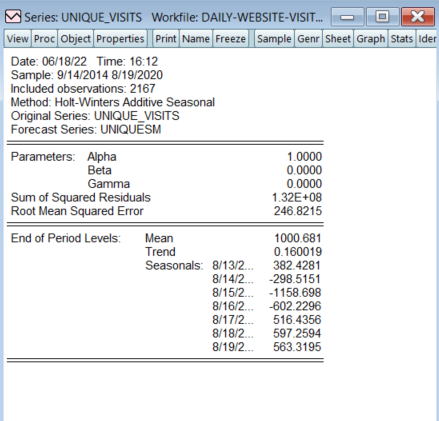 Series: UNIQUE_VISITS Workfile: DAILY-WEBSITE-VISIT...
View Proc Object Properties Print Name Freeze Sample Genr Sheet Graph Stats Iden
Date: 06/18/22 Time: 16:12
Sample: 9/14/2014 8/19/2020
Included observations: 2167
Method: Holt-Winters Additive Seasonal
Original Series: UNIQUE_VISITS
Forecast Series: UNIQUESM
Parameters: Alpha 1.0000
Beta 0.0000
Gamma 0.0000
Sum of Squared Residuals 1.32E+08
Root Mean Squared Error 246.8215
End of Period Levels: Mean 1000.681
Trend 0.160019
Seasonals: 8/13/2... 382.4281
8/14/2... -298.5151
8/15/2... -1158.698
8/16/2... -602.2296
8/17/2... 516.4356
8/18/2... 597.2594
8/19/2... 563.3195